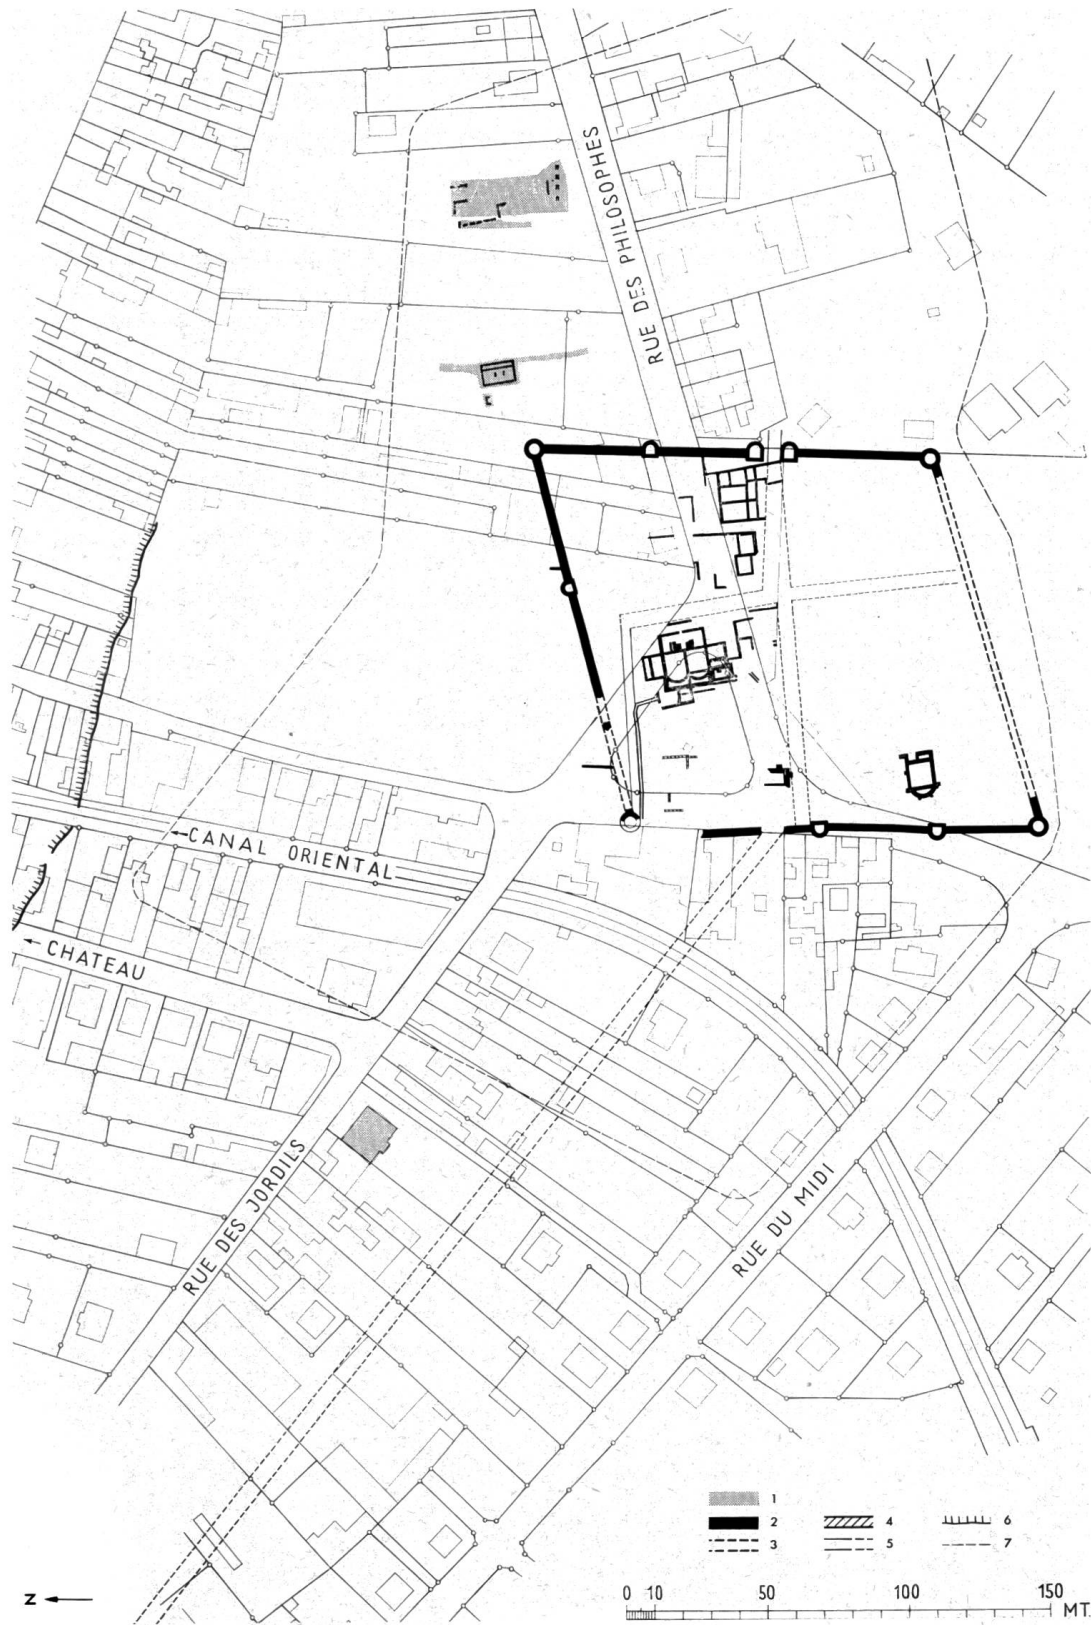 RUE DES PHILOSOPHES
←CANAL ORIENTAL
← CHATEAU
RUE DES JORDILS
RUE DU MIDI
1
2
3
4
5
6
7
Z ←
0 10 50 100 150 MT.